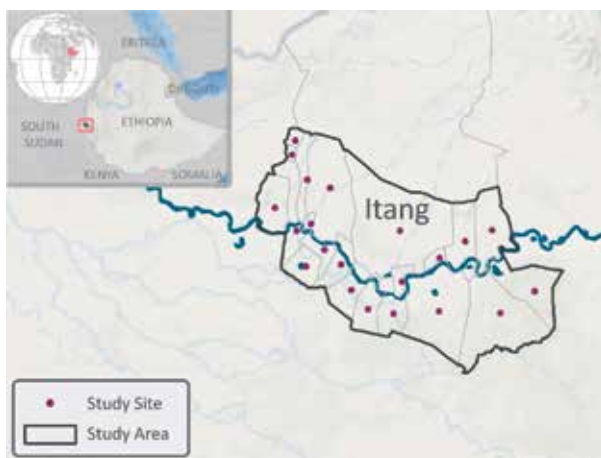 ERITREA
DJIBOUTI
SOUTH
SUDAN
ETHIOPIA
KENYA
SOMALIA
Itang
Study Site
Study Area